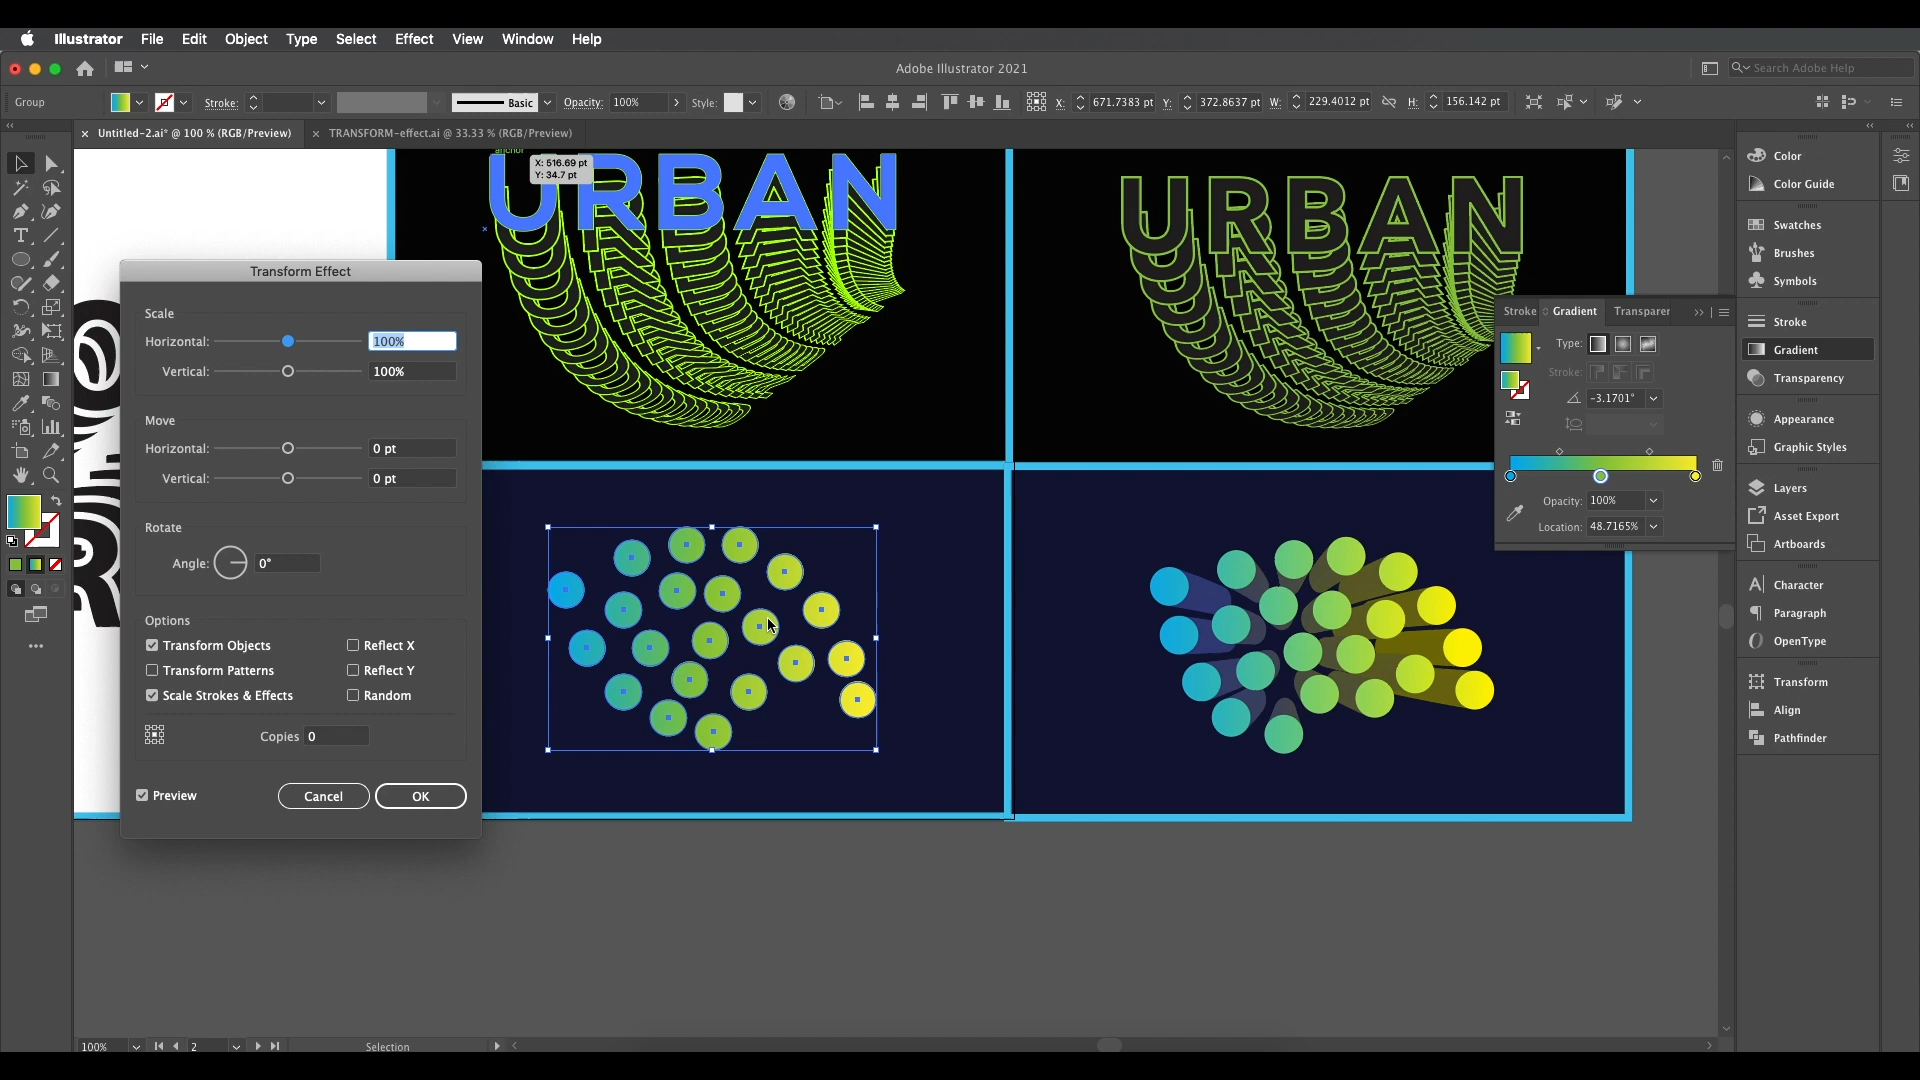 Illustrator File Edit Object Type Select Effect View Window Help
Adobe Illustrator 2021
Search Adobe Help
Group
Stroke:
Basic
Opacity: 100%
Style:
X: 671.7383 pt
Y: 372.8637 pt
W: 229.4012 pt
H: 156.142 pt
× Untitled-2.ai* @ 100 % (RGB/Preview)
× TRANSFORM-effect.ai @ 33.33 % (RGB/Preview)
anchor
X: 516.69 pt
Y: 34.7 pt
URBAN
URBAN
Transform Effect
Scale
Horizontal: 100%
Vertical: 100%
Move
Horizontal: 0 pt
Vertical: 0 pt
Rotate
Angle: 0°
Options
Transform Objects
Reflect X
Transform Patterns
Reflect Y
Scale Strokes & Effects
Random
Copies 0
Preview
Cancel
OK
Stroke Gradient Transparer
Type:
Stroke:
-3.1701°
Opacity: 100%
Location: 48.7165%
Color
Color Guide
Swatches
Brushes
Symbols
Stroke
Gradient
Transparency
Appearance
Graphic Styles
Layers
Asset Export
Artboards
Character
Paragraph
OpenType
Transform
Align
Pathfinder
100%
2
Selection